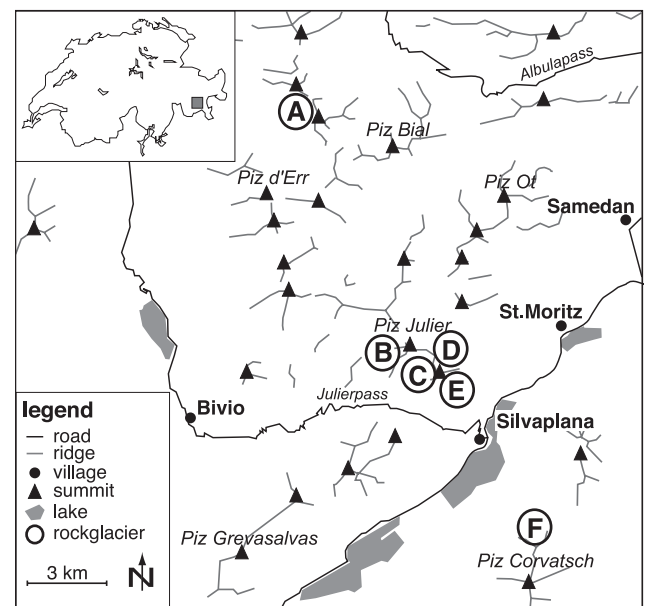 Albulapass
A
Piz Bial
Piz d'Err
Piz Ot
Samedan
St.Moritz
Piz Julier
B
D
C
E
Julierpass
legend
road
ridge
village
summit
lake
rockglacier
3 km
N
Bivio
Silvaplana
Piz Grevasalvas
F
Piz Corvatsch